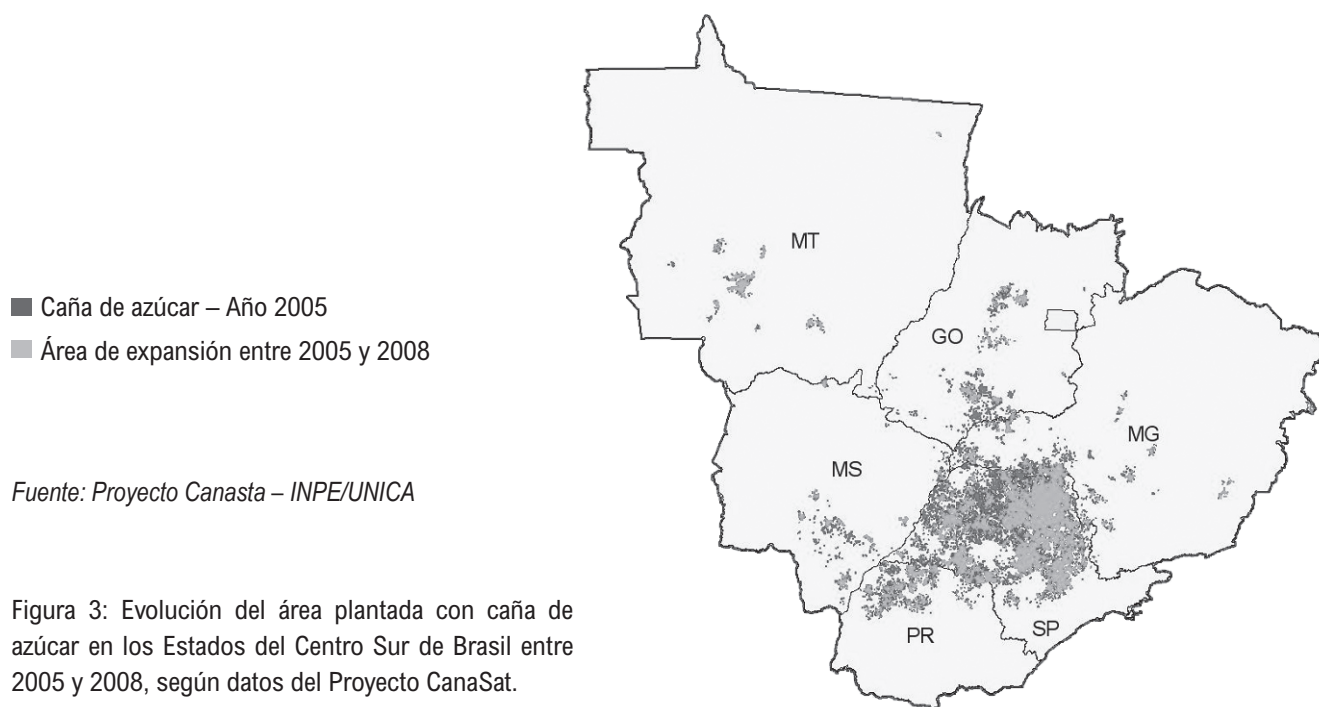 Caña de azúcar – Año 2005
Área de expansión entre 2005 y 2008
Fuente: Proyecto Canasta – INPE/UNICA
Figura 3: Evolución del área plantada con caña de
azúcar en los Estados del Centro Sur de Brasil entre
2005 y 2008, según datos del Proyecto CanaSat.
MT
GO
MG
MS
PR
SP